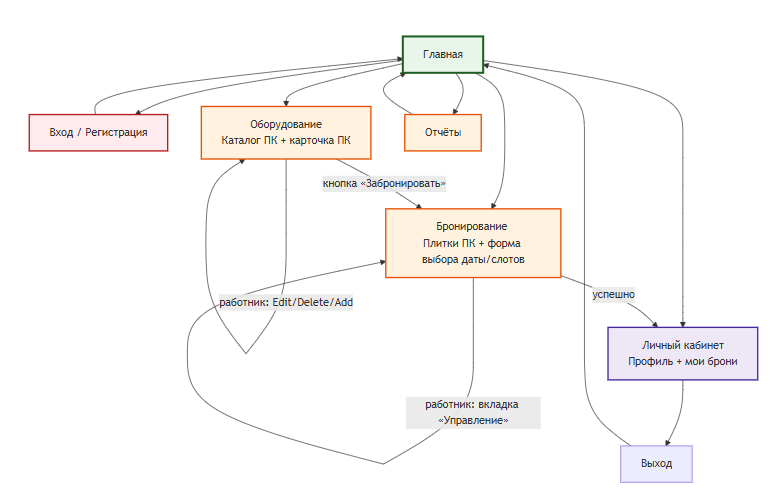 Главная
Вход / Регистрация
Оборудование
Каталог ПК + карточка ПК
Отчёты
кнопка «Забронировать»
Бронирование
Плитки ПК + форма
выбора даты/слотов
работник: Edit/Delete/Add
успешно
Личный кабинет
Профиль + мои брони
работник: вкладка
«Управление»
Выход